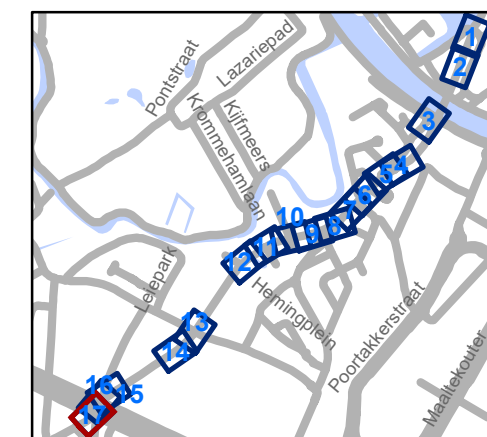 1
2
3
Pontstraat
Lazariepad
Kijfmeers
Krommehamlaan
4
5
6
7
8
9
10
11
12
Leiepark
Hemingplein
Poortakkerstraat
Maaltekouter
13
14
15
16
17